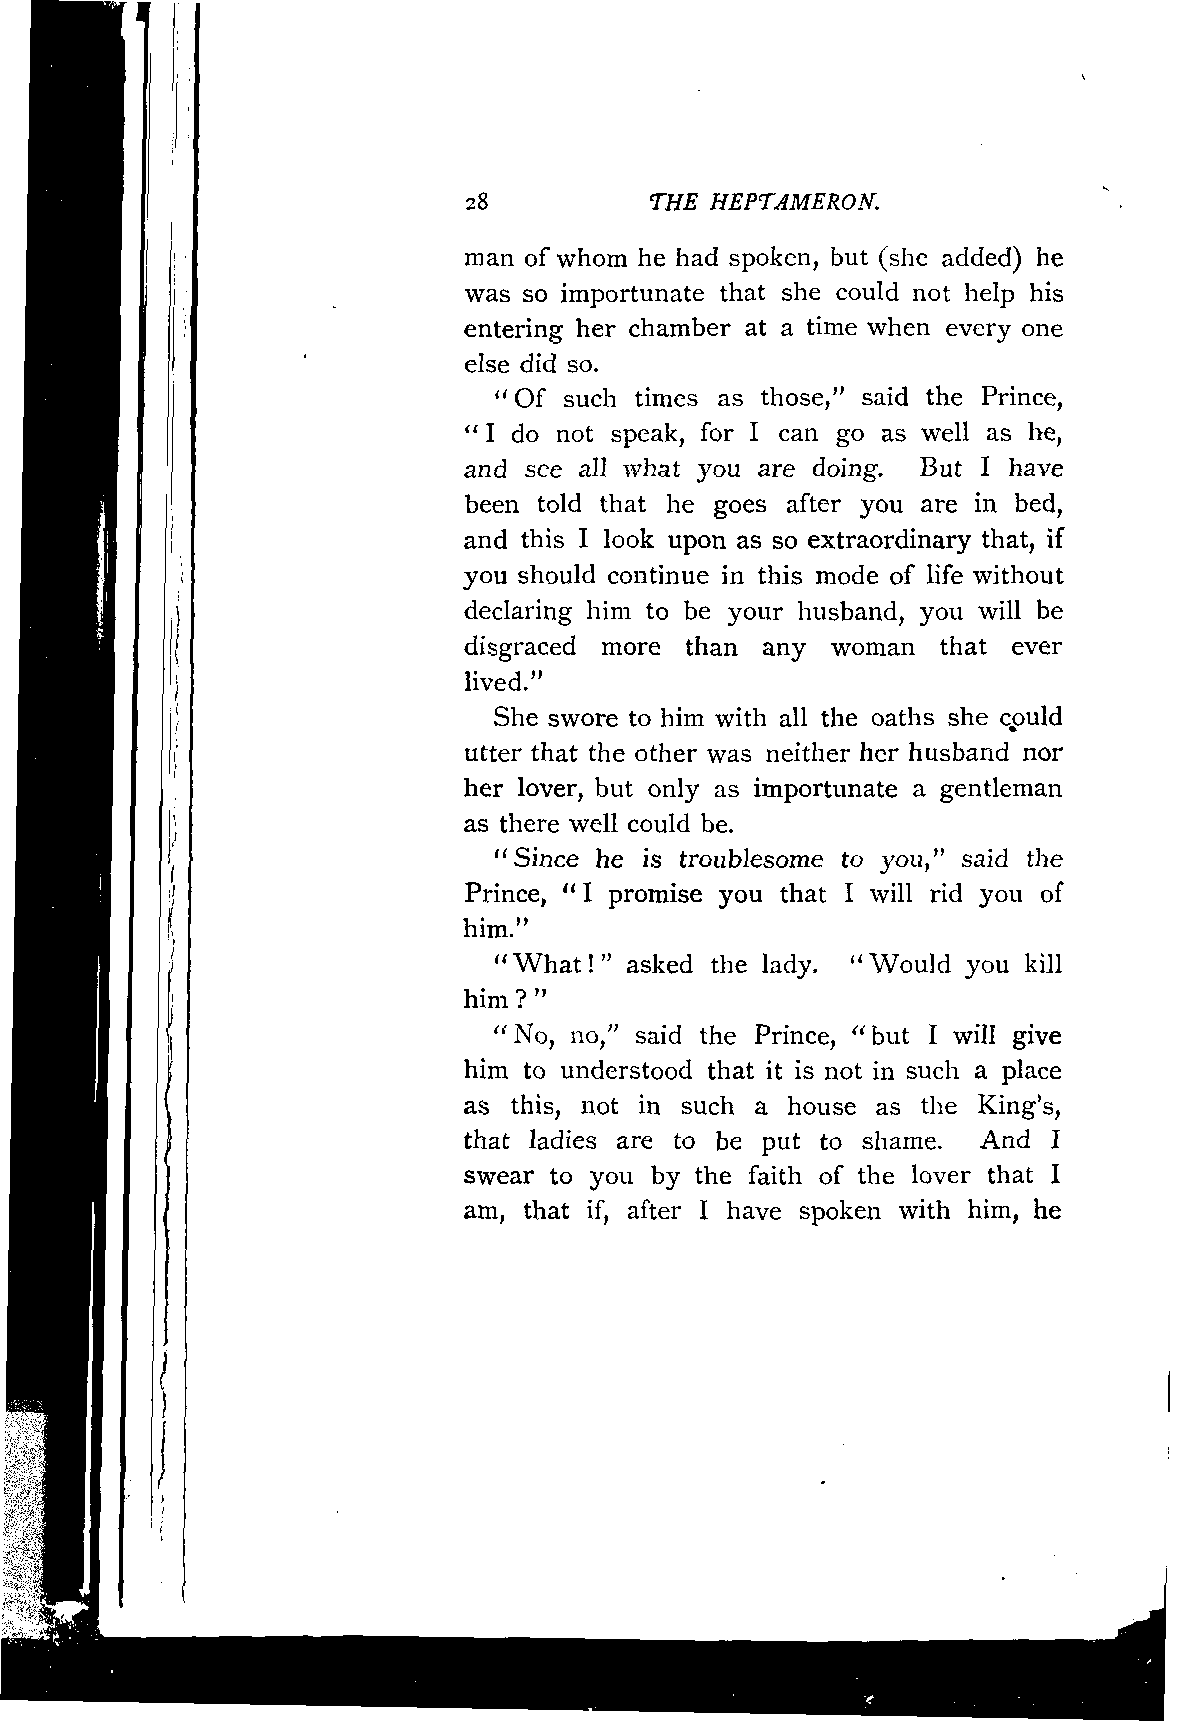 28 THE HEPTAMERON.
man of whom he had spoken, but (she added) he
was so importunate that she could not help his
entering her chamber at a time when every one
else did so.
"Of such times as those," said the Prince,
"I do not speak, for I can go as well as he,
and see all what you are doing. But I have
been told that he goes after you are in bed,
and this I look upon as so extraordinary that, if
you should continue in this mode of life without
declaring him to be your husband, you will be
disgraced more than any woman that ever
lived."
She swore to him with all the oaths she could
utter that the other was neither her husband nor
her lover, but only as importunate a gentleman
as there well could be.
"Since he is troublesome to you," said the
Prince, "I promise you that I will rid you of
him."
"What!" asked the lady. "Would you kill
him?"
"No, no," said the Prince, "but I will give
him to understood that it is not in such a place
as this, not in such a house as the King's,
that ladies are to be put to shame. And I
swear to you by the faith of the lover that I
am, that if, after I have spoken with him, he